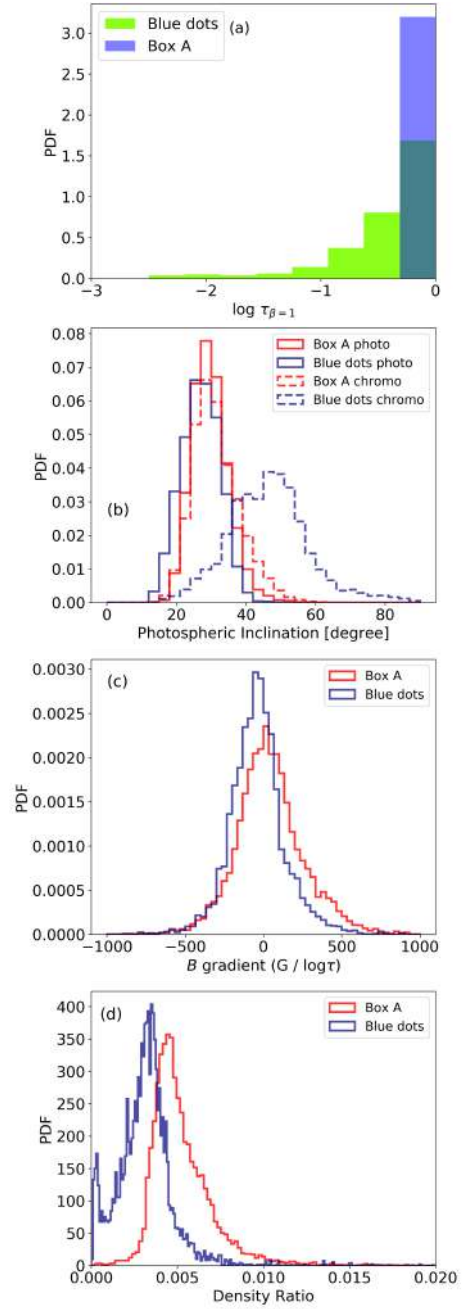 Blue dots
Box A
(a)
3.0
2.5
2.0
1.5
1.0
0.5
0.0
PDF
−3 −2 −1 0
log τβ=1
0.08
0.07
0.06
0.05
0.04
0.03
0.02
0.01
0.00
PDF
Box A photo
Blue dots photo
Box A chromo
Blue dots chromo
(b)
0 20 40 60 80
Photospheric Inclination [degree]
0.0030
0.0025
0.0020
0.0015
0.0010
0.0005
0.0000
PDF
(c)
Box A
Blue dots
−1000 −500 0 500 1000
B gradient (G / logτ)
400
350
300
250
200
150
100
50
0
PDF
(d)
Box A
Blue dots
0.000 0.005 0.010 0.015 0.020
Density Ratio